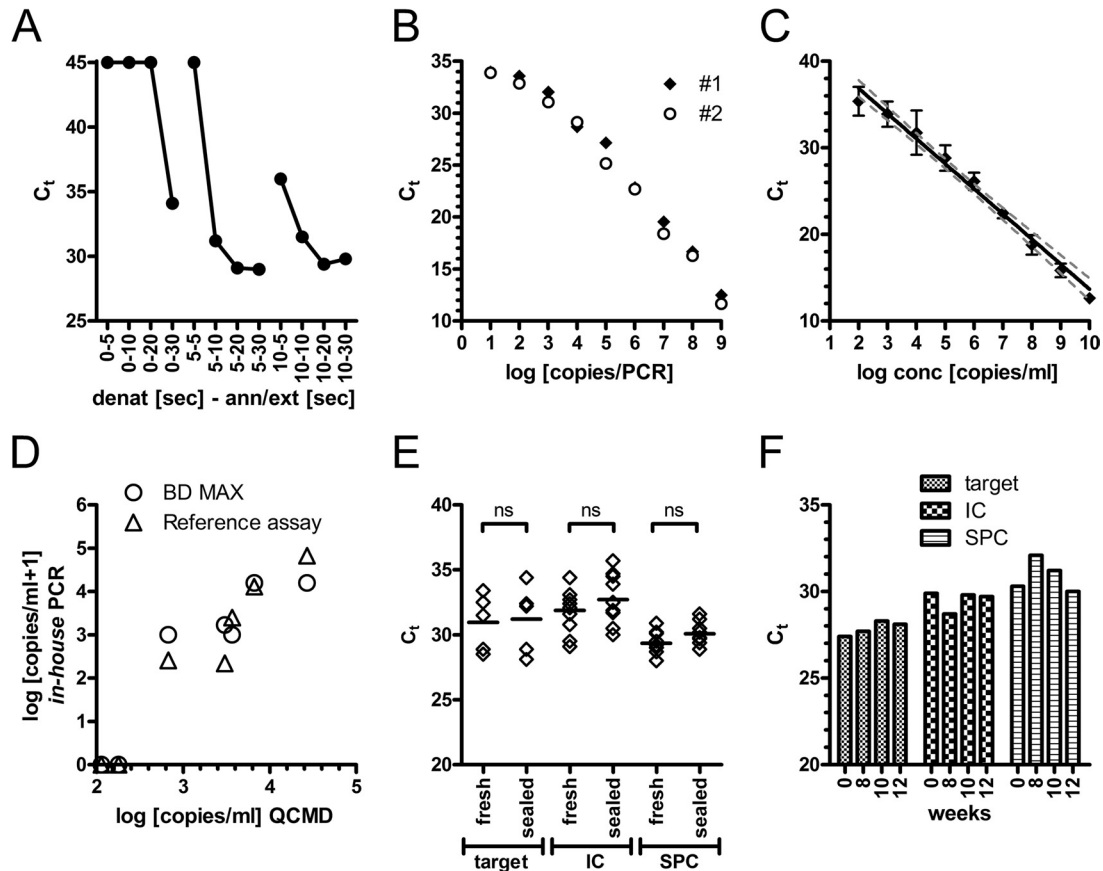 A
45
40
35
30
25
C_t
0-5
0-10
0-20
0-30
5-5
5-10
5-20
5-30
10-5
10-10
10-20
10-30
denat [sec] - ann/ext [sec]
B
35
30
25
20
15
10
C_t
#1
#2
0 1 2 3 4 5 6 7 8 9
log [copies/PCR]
C
40
30
20
10
C_t
1 2 3 4 5 6 7 8 9 10
log conc [copies/ml]
D
6
5
4
3
2
1
0
log [copies/ml+1]
in-house PCR
BD MAX
Reference assay
2 3 4 5
log [copies/ml] QCMD
E
40
35
30
25
20
C_t
ns ns ns
fresh
sealed
fresh
sealed
fresh
sealed
target IC SPC
F
target
IC
SPC
35
30
25
20
C_t
0 8 10 12 0 8 10 12 0 8 10 12
weeks